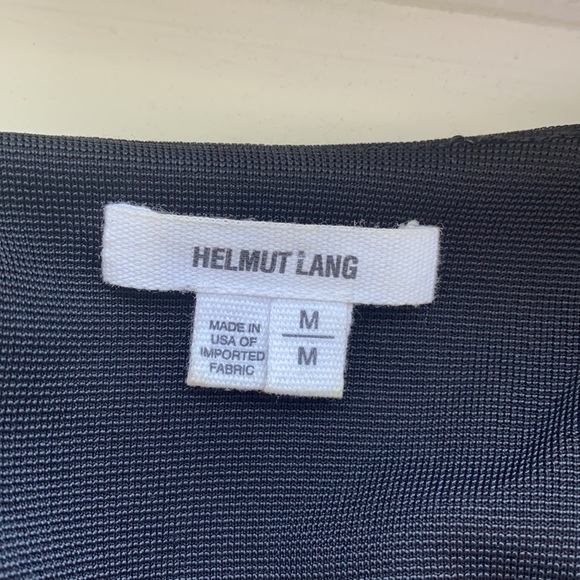 HELMUT LANG
MADE IN
USA OF
IMPORTED
FABRIC
M
M